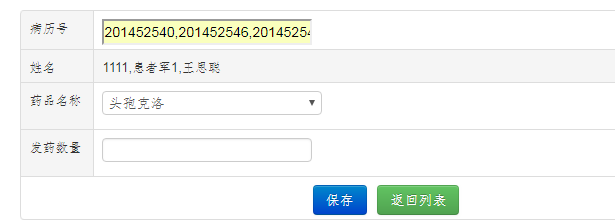 病历号 201452540,201452546,20145254
姓名 1111,患者军1,王思聪
药品名称 头孢克洛
发药数量
保存 返回列表